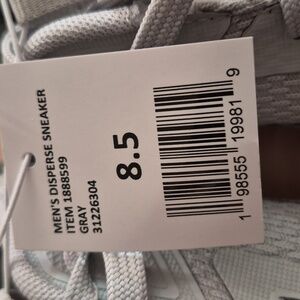 MEN'S DISPERSE SNEAKER
ITEM 1888599
GRAY
31226304
8.5
1 98555 19981 9